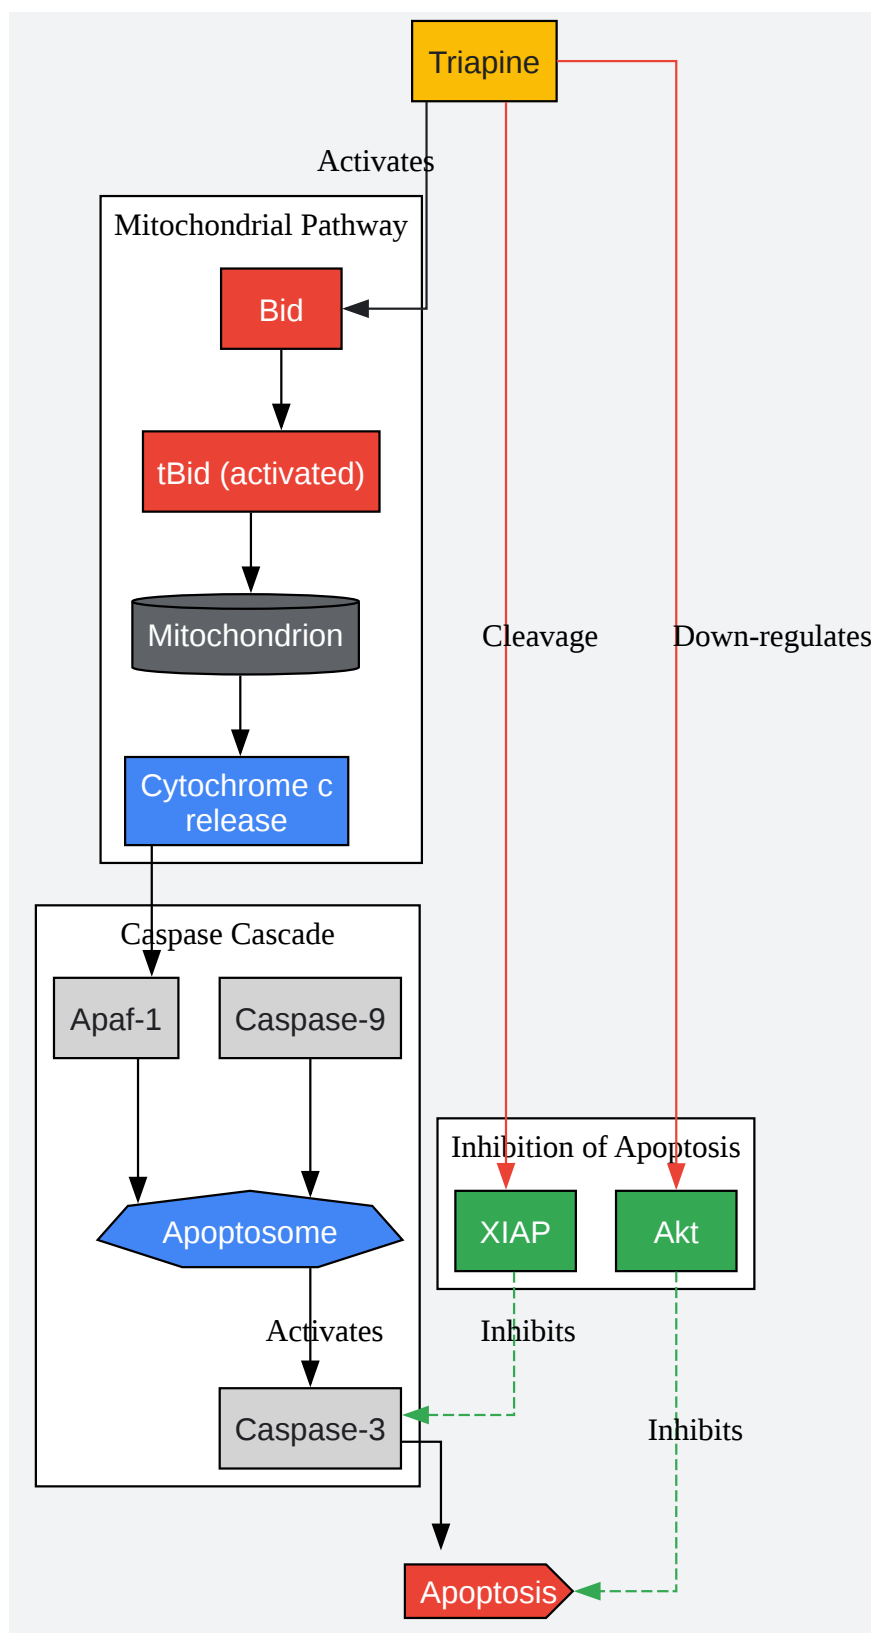 Triapine
Activates
Mitochondrial Pathway
Bid
tBid (activated)
Mitochondrion
Cleavage
Down-regulates
Cytochrome c
release
Caspase Cascade
Apaf-1
Caspase-9
Inhibition of Apoptosis
Apoptosome
XIAP
Akt
Activates
Inhibits
Caspase-3
Inhibits
Apoptosis